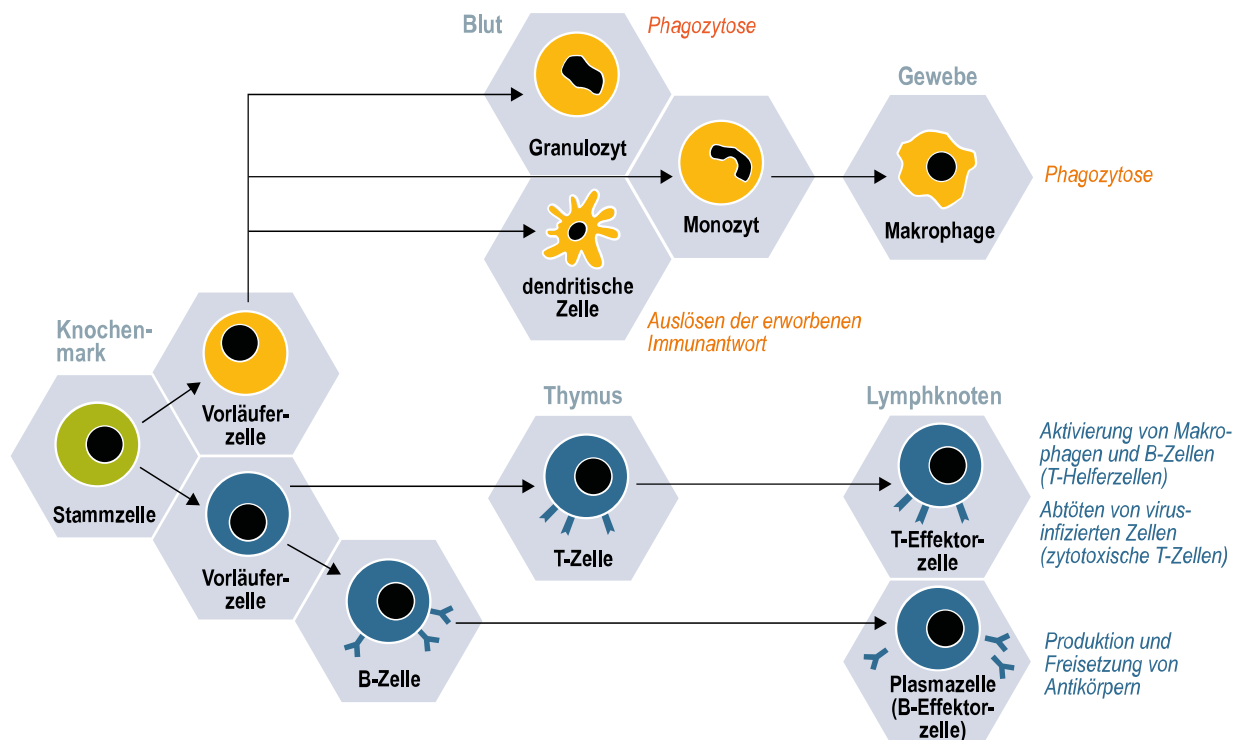 Blut
Phagozytose
Granulozyt
Gewebe
Monozyt
Makrophage
Phagozytose
dendritische
Zelle
Auslösen der erworbenen
Immunantwort
Knochen-
mark
Stammzelle
Vorläufer-
zelle
Vorläufer-
zelle
Thymus
T-Zelle
B-Zelle
Lymphknoten
T-Effektor-
zelle
Aktivierung von Makro-
phagen und B-Zellen
(T-Helferzellen)
Abtöten von virus-
infizierten Zellen
(zytotoxische T-Zellen)
Plasmazelle
(B-Effektor-
zelle)
Produktion und
Freisetzung von
Antikörpern